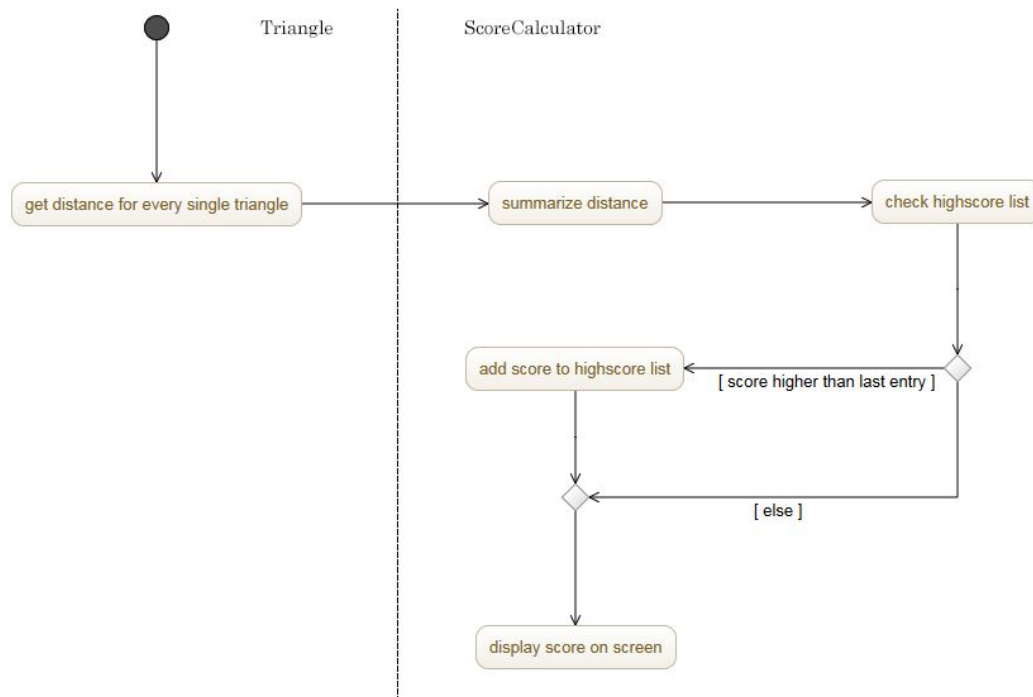 Triangle
ScoreCalculator
get distance for every single triangle
summarize distance
check highscore list
add score to highscore list
[ score higher than last entry ]
[ else ]
display score on screen